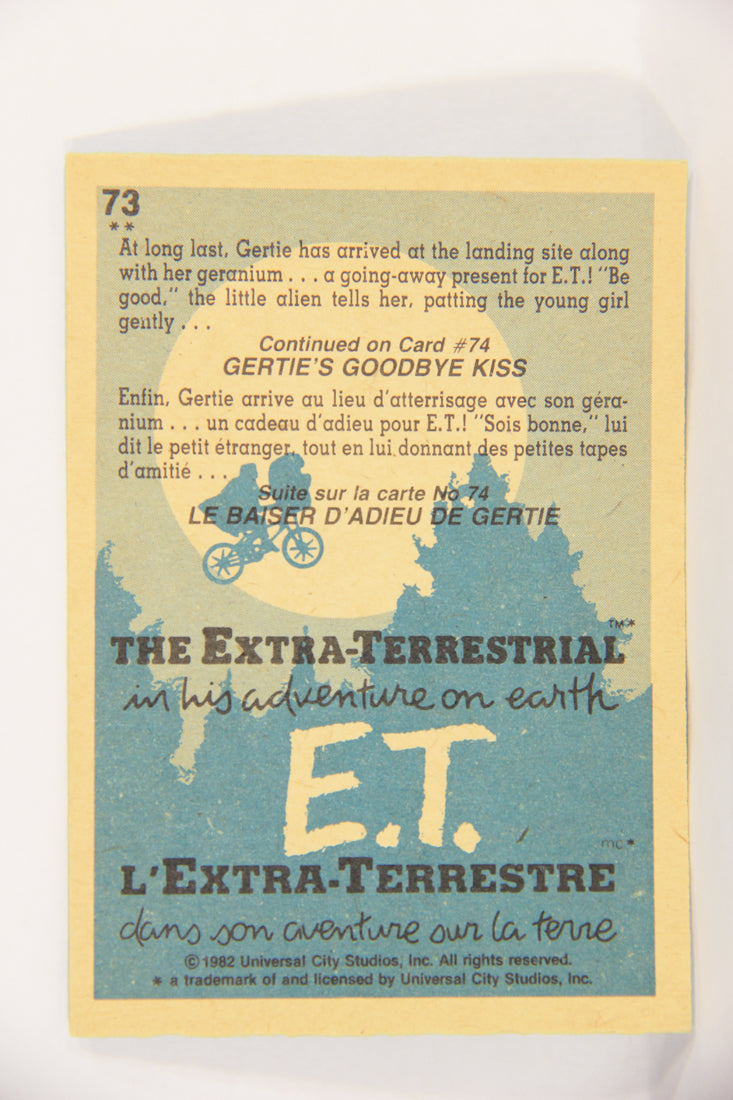 73
**
At long last, Gertie has arrived at the landing site along
with her geranium . . . a going-away present for E.T.! "Be
good," the little alien tells her, patting the young girl
gently . . .
Continued on Card #74
GERTIE'S GOODBYE KISS
Enfin, Gertie arrive au lieu d'atterrisage avec son géra-
nium . . . un cadeau d'adieu pour E.T.! "Sois bonne," lui
dit le petit étranger, tout en lui donnant des petites tapes
d'amitié . . .
Suite sur la carte No 74
LE BAISER D'ADIEU DE GERTIE
THE EXTRA-TERRESTRIAL™*
in his adventure on earth
E.T.
L'EXTRA-TERRESTRE mc*
dans son aventure sur la terre
©1982 Universal City Studios, Inc. All rights reserved.
* a trademark of and licensed by Universal City Studios, Inc.